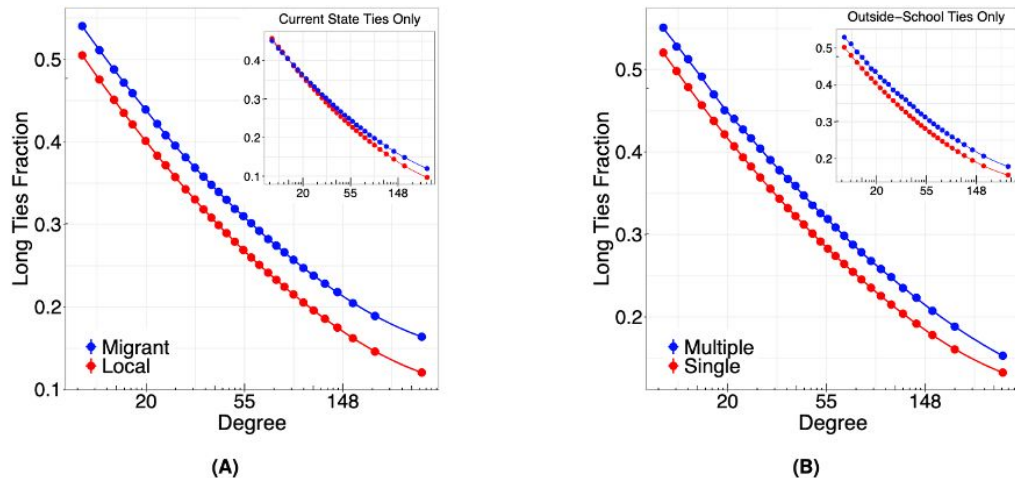 Current State Ties Only
0.4
0.3
0.2
0.1
20
55
148
0.5
0.4
0.3
0.2
0.1
Long Ties Fraction
Migrant
Local
20
55
148
Degree
(A)
Outside-School Ties Only
0.5
0.4
0.3
0.2
20
55
148
0.5
0.4
0.3
0.2
Long Ties Fraction
Multiple
Single
20
55
148
Degree
(B)